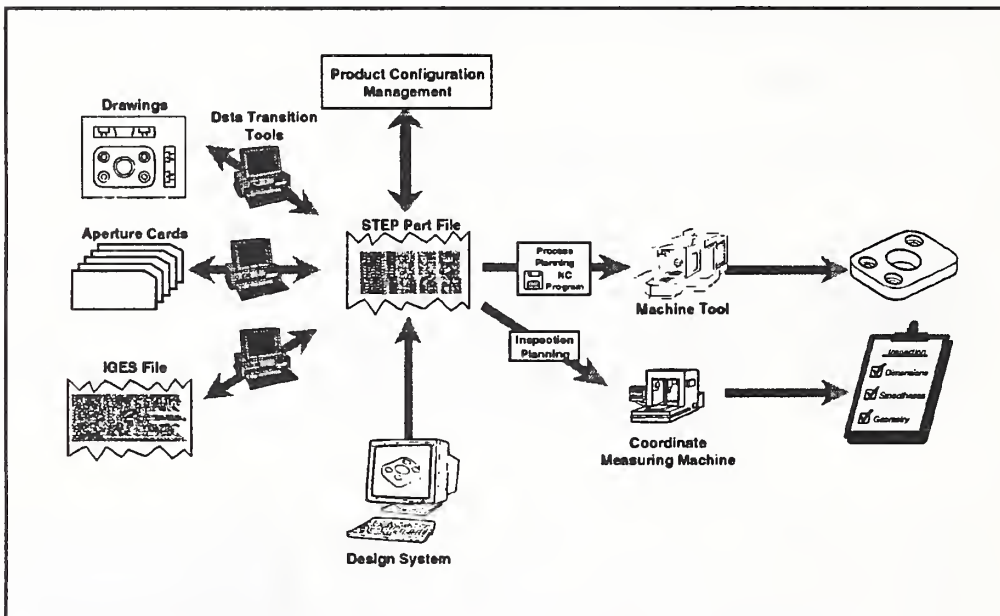 Product Configuration
Management
Drawings
Data Transition
Tools
Aperture Cards
STEP Part File
Process
Planning
NC
Program
Machine Tool
Inspection
Planning
IGES File
Inspection
Dimensions
Smoothness
Geometry
Coordinate
Measuring Machine
Design System